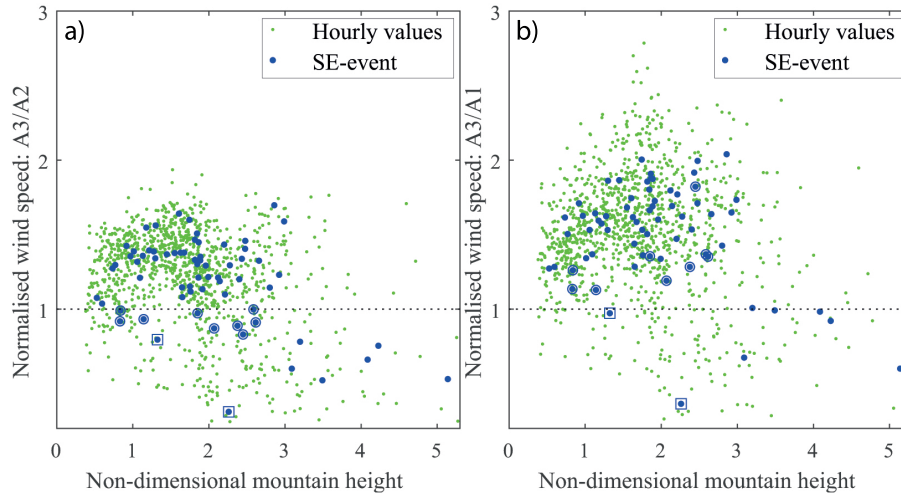 a)
Hourly values
SE-event
3
2
1
0
1
2
3
4
5
Normalised wind speed: A3/A2
Non-dimensional mountain height
b)
Hourly values
SE-event
3
2
1
0
1
2
3
4
5
Normalised wind speed: A3/A1
Non-dimensional mountain height